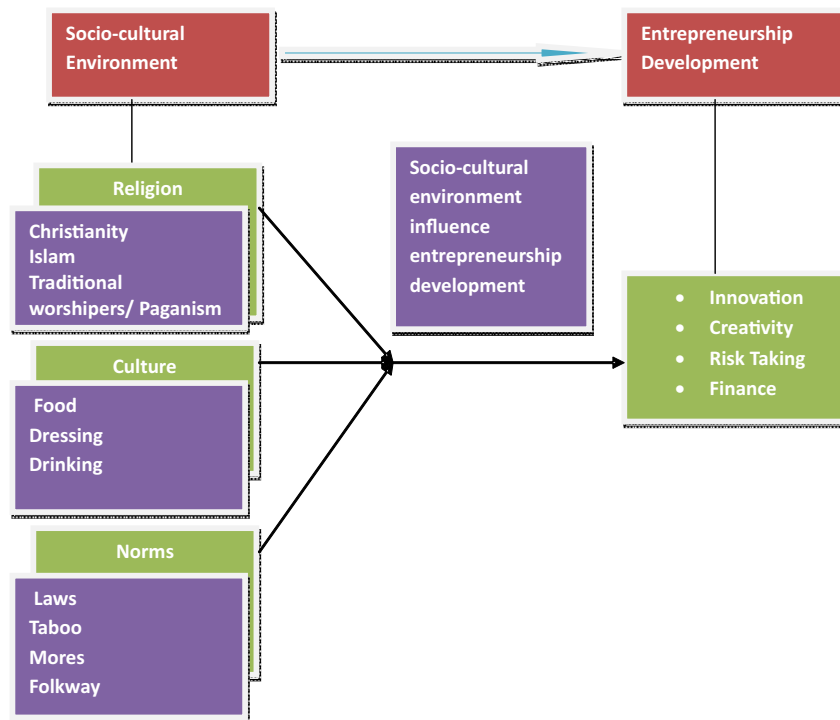 Socio-cultural
Environment
Entrepreneurship
Development
Religion
Christianity
Islam
Traditional
worshipers/ Paganism
Socio-cultural
environment
influence
entrepreneurship
development
• Innovation
• Creativity
• Risk Taking
• Finance
Culture
Food
Dressing
Drinking
Norms
Laws
Taboo
Mores
Folkway